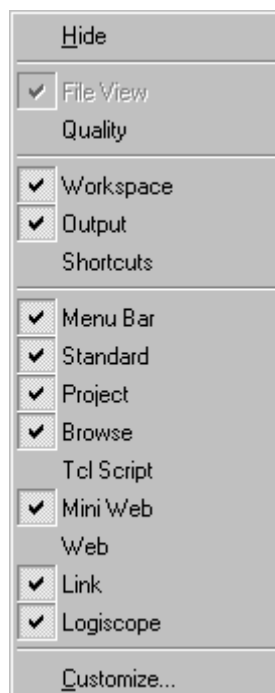 Hide
File View
Quality
Workspace
Output
Shortcuts
Menu Bar
Standard
Project
Browse
Tcl Script
Mini Web
Web
Link
Logiscope
Customize...